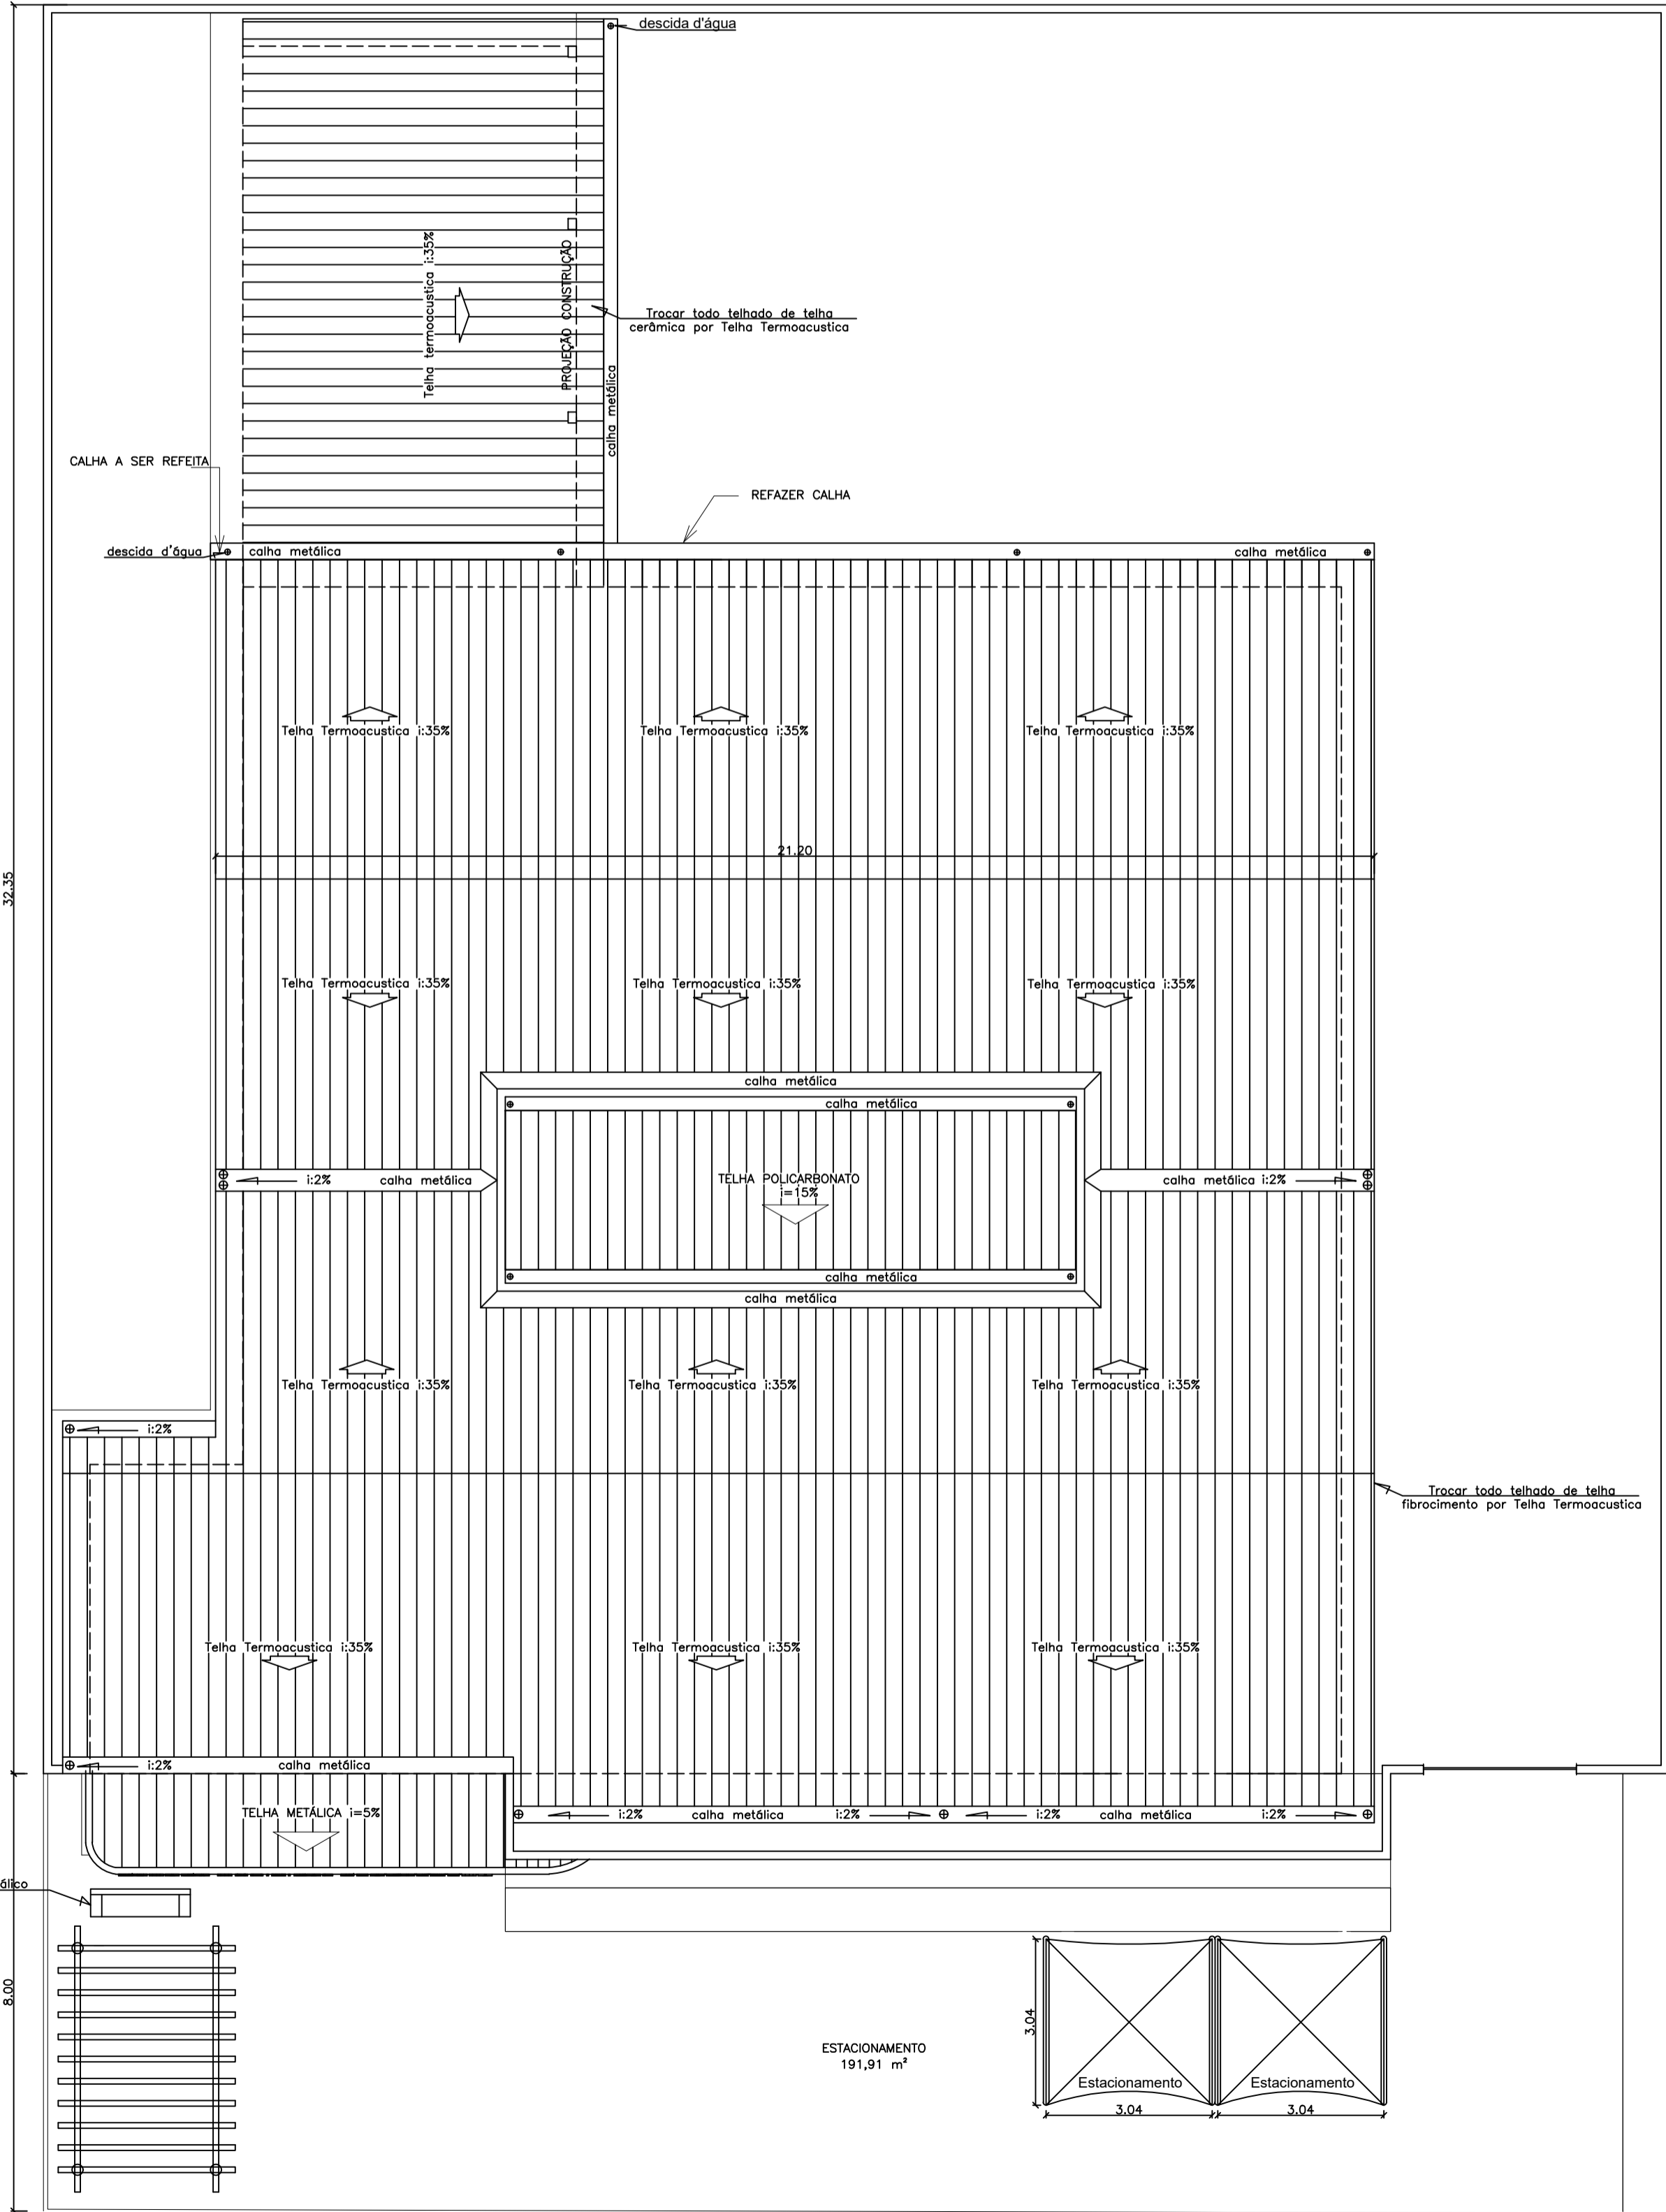 descida d'água
Telha termoacustica i:35%
PROJEÇÃO CONSTRUÇÃO
Trocar todo telhado de telha
cerâmica por Telha Termoacustica
calha metálica
CALHA A SER REFEITA
REFAZER CALHA
descida d'água
calha metálica
calha metálica
Telha Termoacustica i:35%
Telha Termoacustica i:35%
Telha Termoacustica i:35%
21.20
32.35
Telha Termoacustica i:35%
Telha Termoacustica i:35%
Telha Termoacustica i:35%
calha metálica
calha metálica
i:2%
calha metálica
TELHA POLICARBONATO
i=15%
calha metálica i:2%
calha metálica
calha metálica
Telha Termoacustica i:35%
Telha Termoacustica i:35%
Telha Termoacustica i:35%
i:2%
Trocar todo telhado de telha
fibrocimento por Telha Termoacustica
Telha Termoacustica i:35%
Telha Termoacustica i:35%
Telha Termoacustica i:35%
i:2%
calha metálica
TELHA METÁLICA i=5%
i:2%
calha metálica
i:2%
i:2%
calha metálica
i:2%
álico
8.00
3.04
ESTACIONAMENTO
191,91 m²
Estacionamento
Estacionamento
3.04
3.04